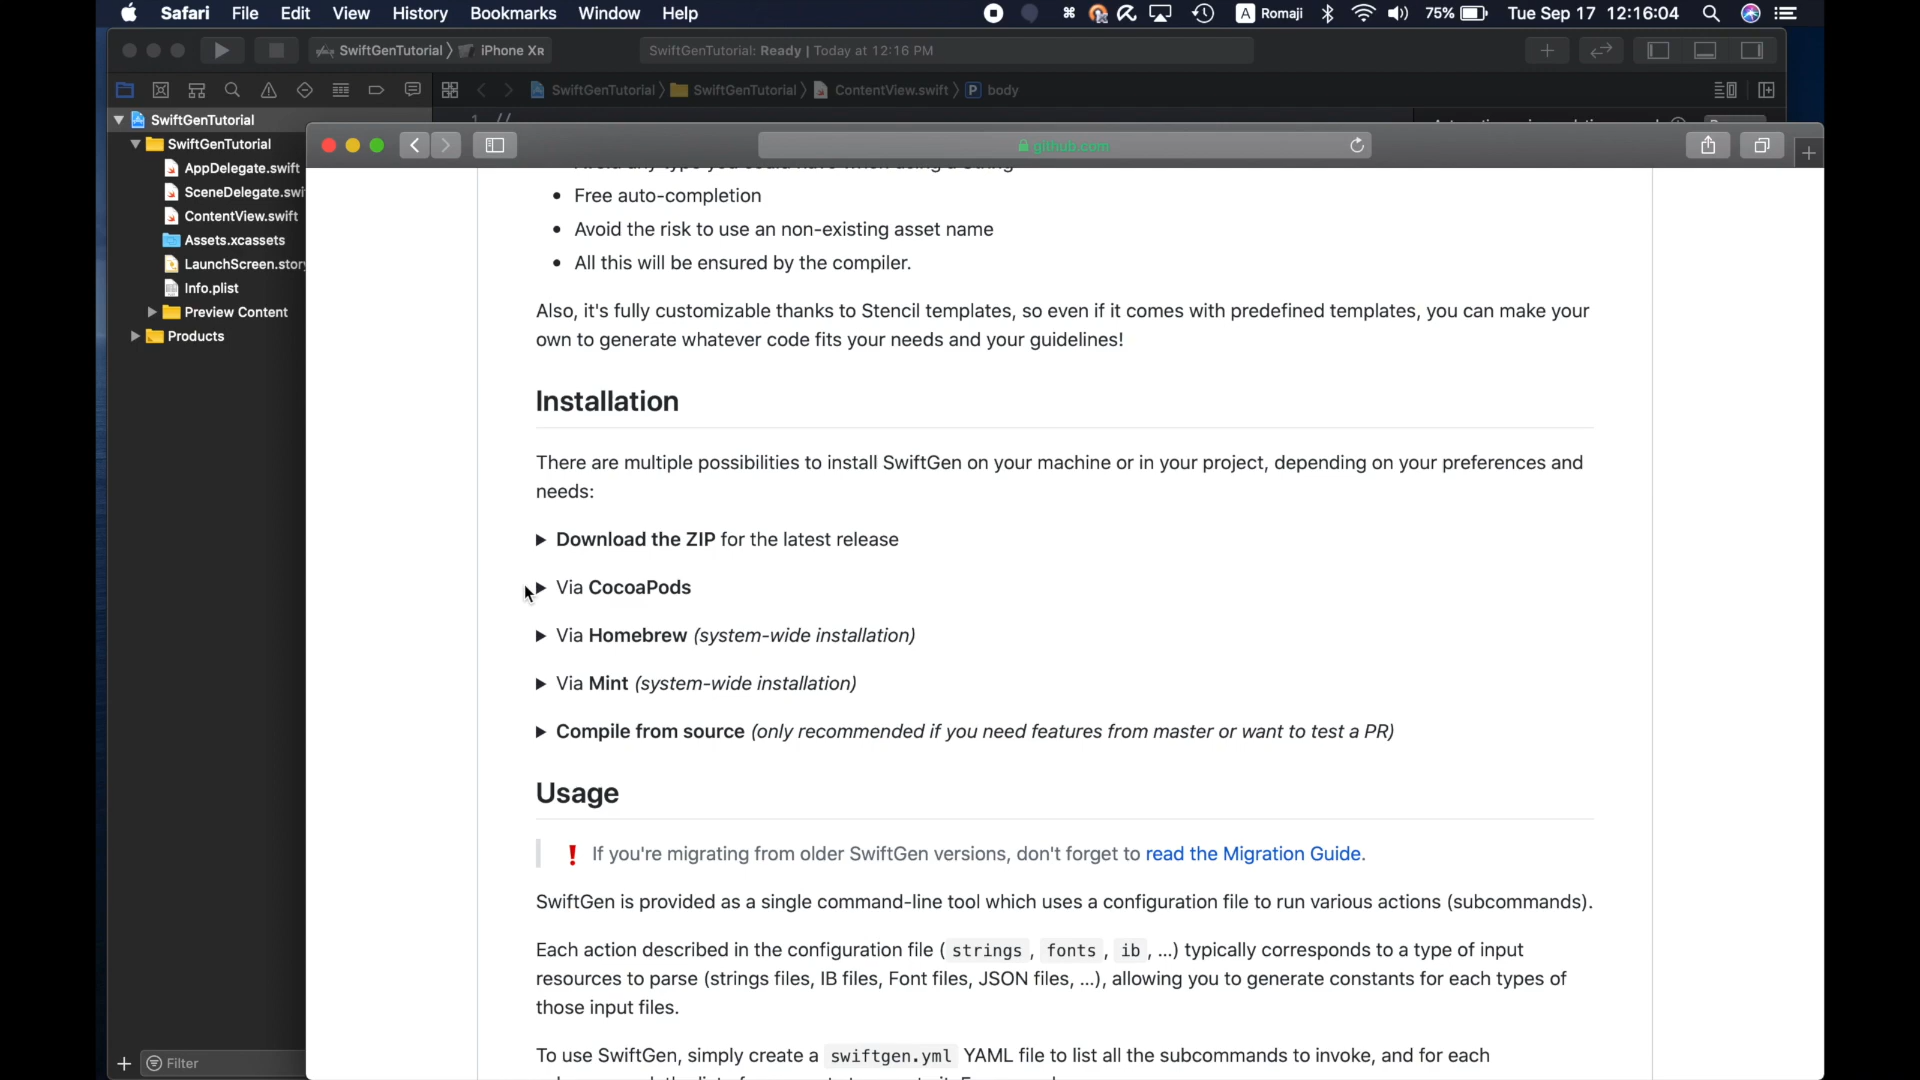 Safari File Edit View History Bookmarks Window Help A Romaji 75% Tue Sep 17 12:16:04
SwiftGenTutorial iPhone XR SwiftGenTutorial: Ready | Today at 12:16 PM
SwiftGenTutorial SwiftGenTutorial ContentView.swift P body
SwiftGenTutorial
1 //
SwiftGenTutorial
AppDelegate.swift
SceneDelegate.swi
ContentView.swift
Assets.xcassets
LaunchScreen.story
Info.plist
Preview Content
Products
Filter
github.com
• Free auto-completion
• Avoid the risk to use an non-existing asset name
• All this will be ensured by the compiler.
Also, it's fully customizable thanks to Stencil templates, so even if it comes with predefined templates, you can make your
own to generate whatever code fits your needs and your guidelines!
Installation
There are multiple possibilities to install SwiftGen on your machine or in your project, depending on your preferences and
needs:
Download the ZIP for the latest release
Via CocoaPods
Via Homebrew (system-wide installation)
Via Mint (system-wide installation)
Compile from source (only recommended if you need features from master or want to test a PR)
Usage
❗ If you're migrating from older SwiftGen versions, don't forget to read the Migration Guide.
SwiftGen is provided as a single command-line tool which uses a configuration file to run various actions (subcommands).
Each action described in the configuration file ( strings , fonts , ib , ...) typically corresponds to a type of input
resources to parse (strings files, IB files, Font files, JSON files, ...), allowing you to generate constants for each types of
those input files.
To use SwiftGen, simply create a swiftgen.yml YAML file to list all the subcommands to invoke, and for each